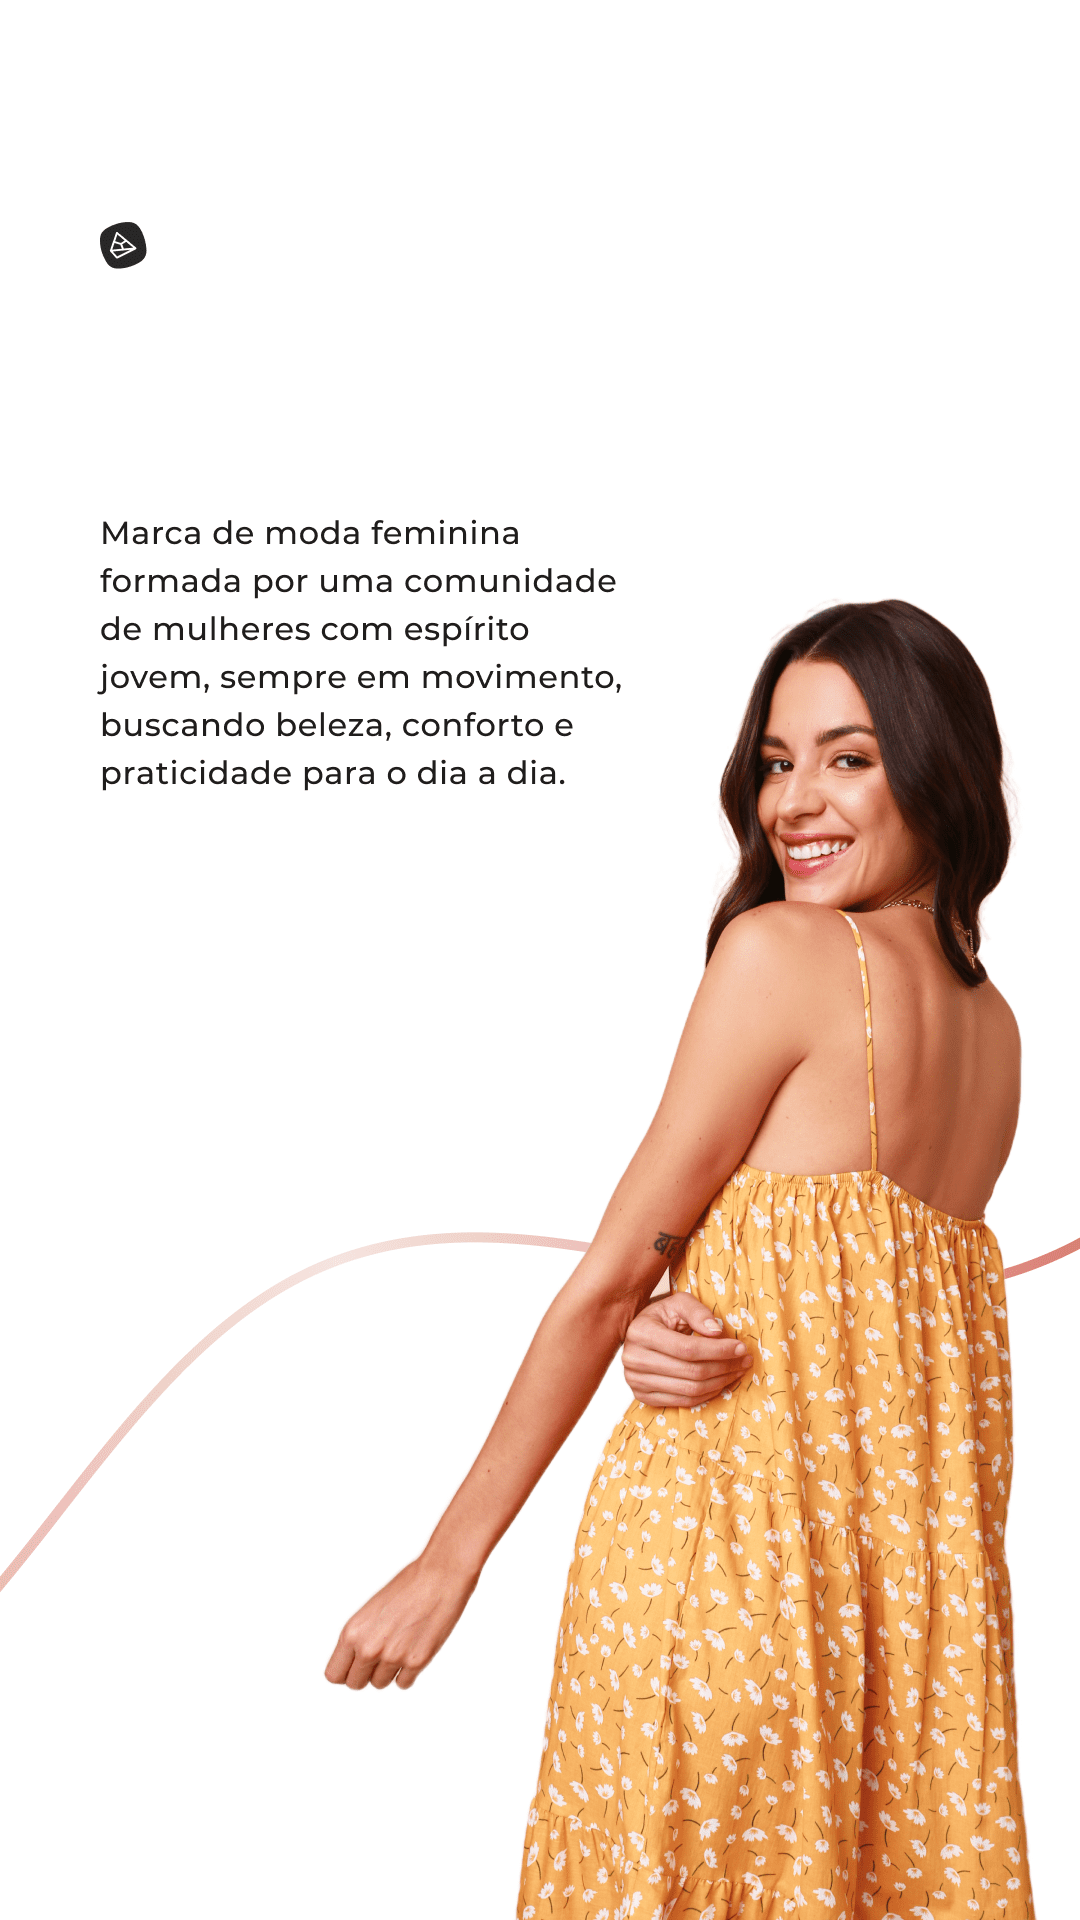 Marca de moda feminina
formada por uma comunidade
de mulheres com espírito
jovem, sempre em movimento,
buscando beleza, conforto e
praticidade para o dia a dia.